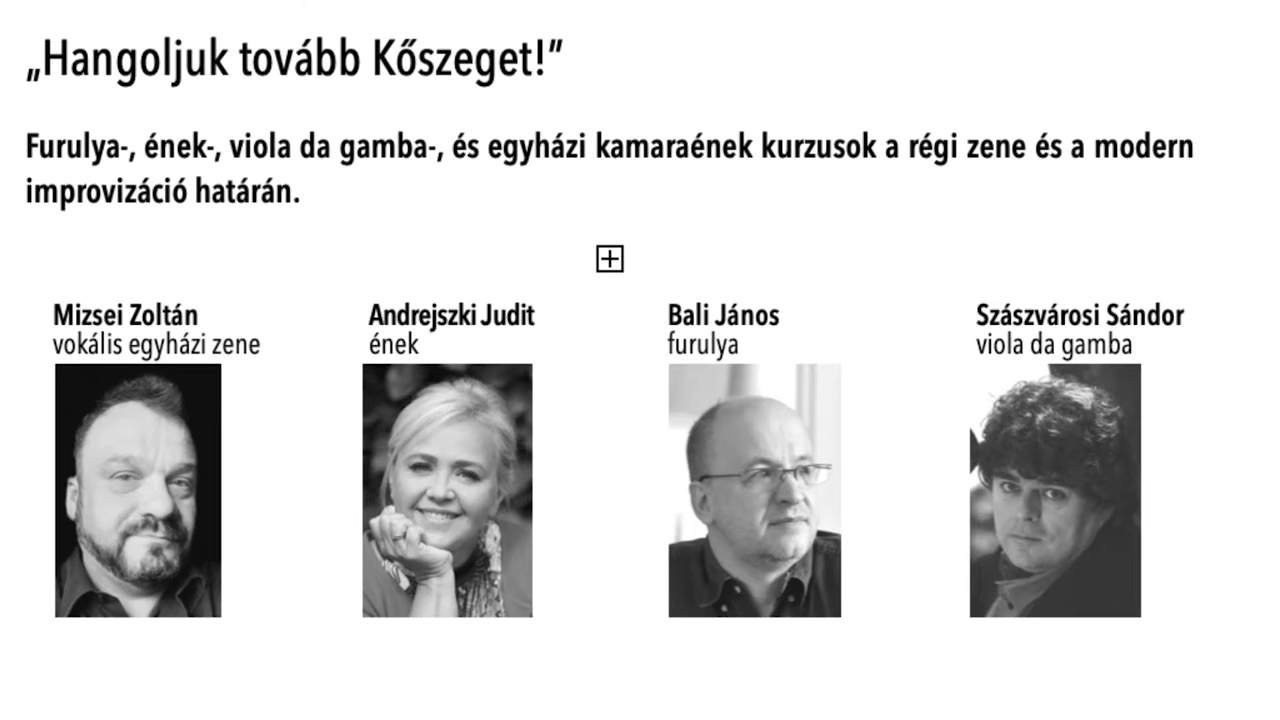 „Hangoljuk tovább Kőszeget!”
Furulya-, ének-, viola da gamba-, és egyházi kamaraének kurzusok a régi zene és a modern
improvizáció határán.
Mizsei Zoltán
vokális egyházi zene
Andrejszki Judit
ének
Bali János
furulya
Szászvárosi Sándor
viola da gamba